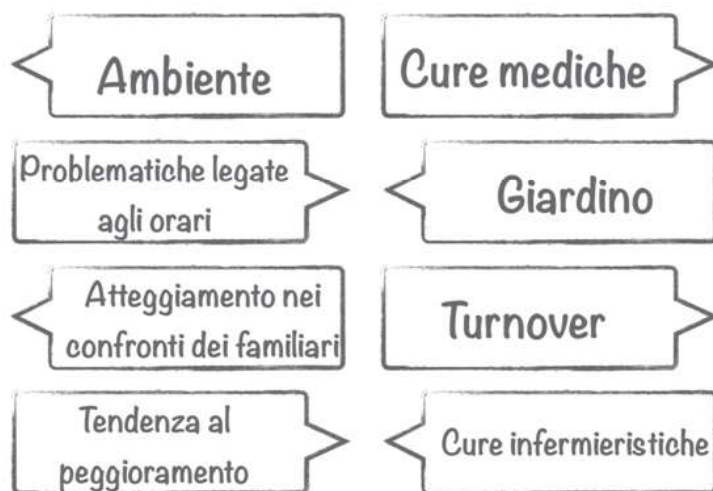 Ambiente
Cure mediche
Problematiche legate
agli orari
Giardino
Atteggiamento nei
confronti dei familiari
Turnover
Tendenza al
peggioramento
Cure infermieristiche